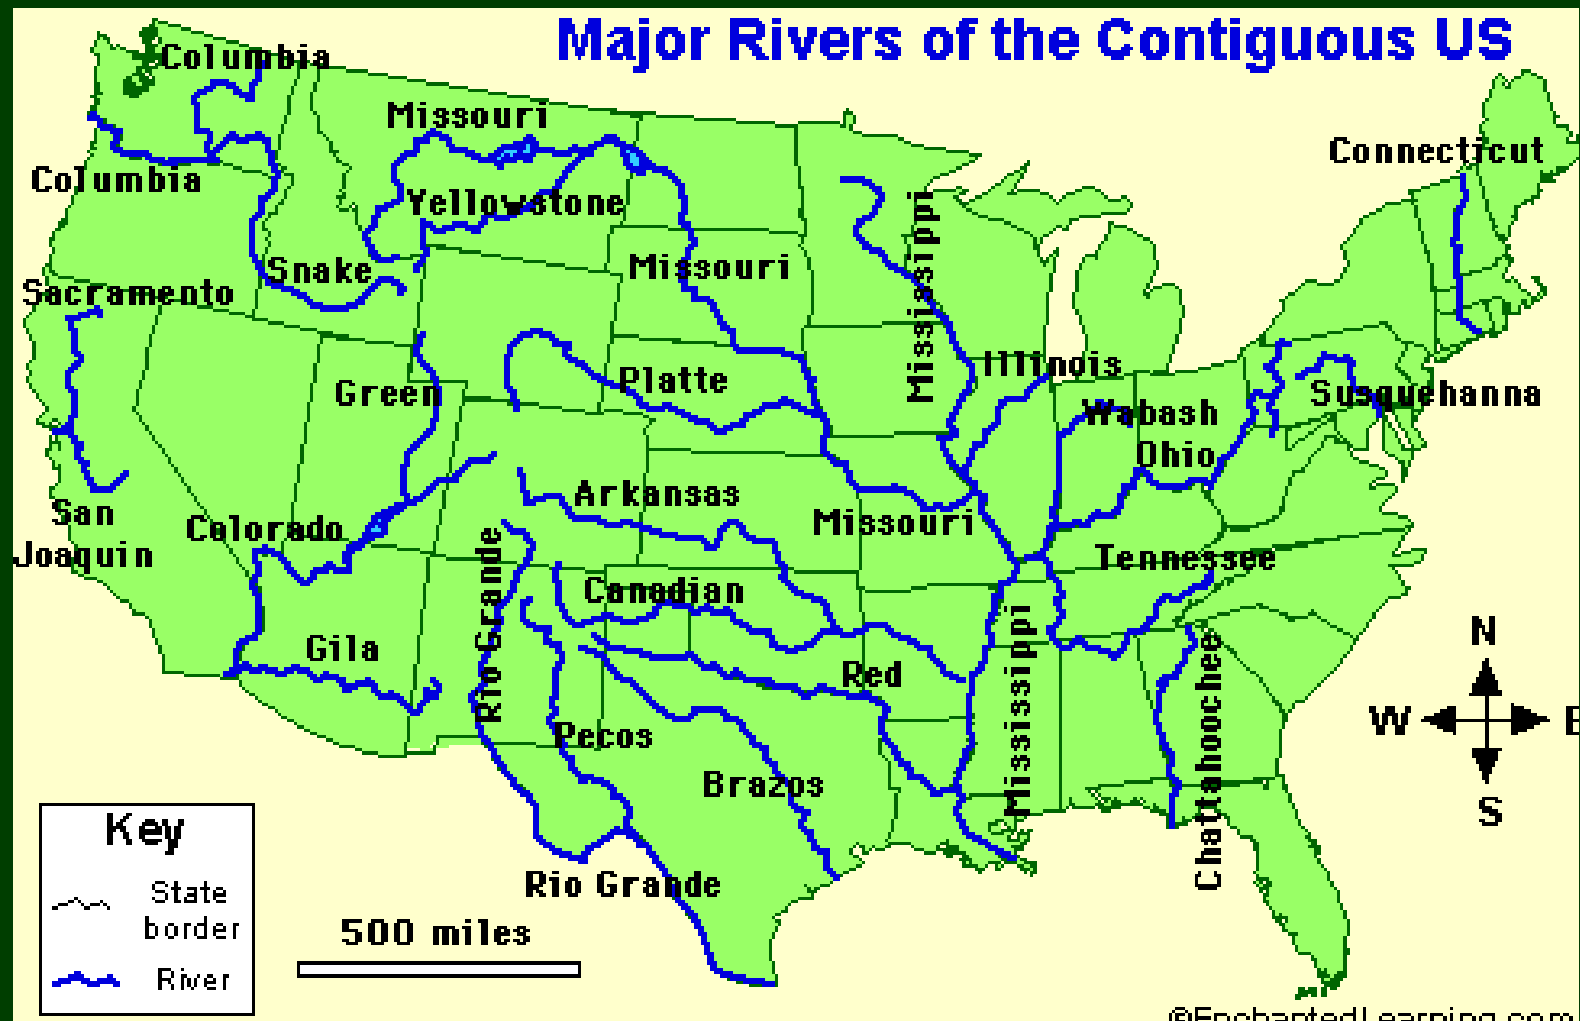 Major Rivers of the Contiguous US
Columbia
Missouri
Connecticut
Columbia
Yellowstone
Mississippi
Snake
Missouri
Sacramento
Illinois
Green
Platte
Susquehanna
Wabash
Ohio
Arkansas
San
Joaquin
Colorado
Missouri
Tennessee
Rio Grande
Canadian
Mississippi
Gila
Red
Chattahoochee
N
W
E
S
Pecos
Brazos
Key
State
border
River
Rio Grande
500 miles
©EnchantedLearning.com